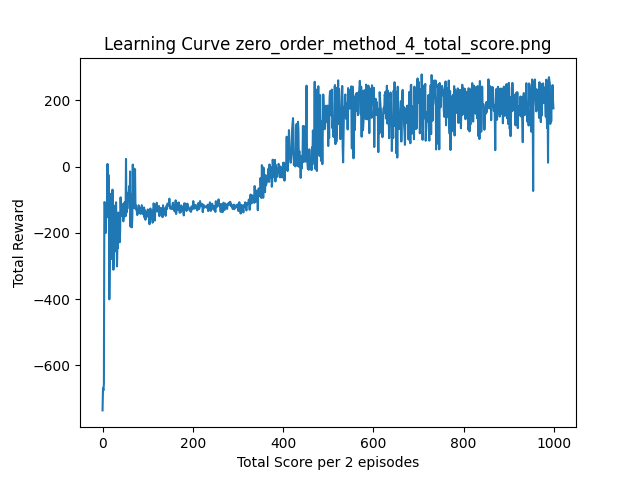 Learning Curve zero_order_method_4_total_score.png
Total Reward
200
0
−200
−400
−600
0 200 400 600 800 1000
Total Score per 2 episodes